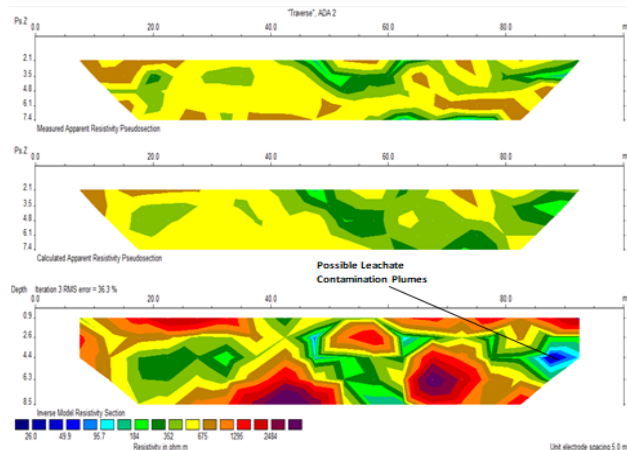 "Traverse", ADA 2
Ps.Z 0.0 20.0 40.0 60.0 80.0 m
2.1
3.5
4.8
6.1
7.4
Measured Apparent Resistivity Pseudosection
Ps.Z 0.0 20.0 40.0 60.0 80.0 m
2.1
3.5
4.8
6.1
7.4
Calculated Apparent Resistivity Pseudosection
Possible Leachate
Contamination Plumes
Depth Iteration 3 RMS error = 36.3 %
0.0 20.0 40.0 60.0 80.0 m
0.9
2.6
4.4
6.3
8.5
Inverse Model Resistivity Section
26.0 49.9 95.7 184 352 675 1295 2484
Resistivity in ohm.m Unit electrode spacing 5.0 m